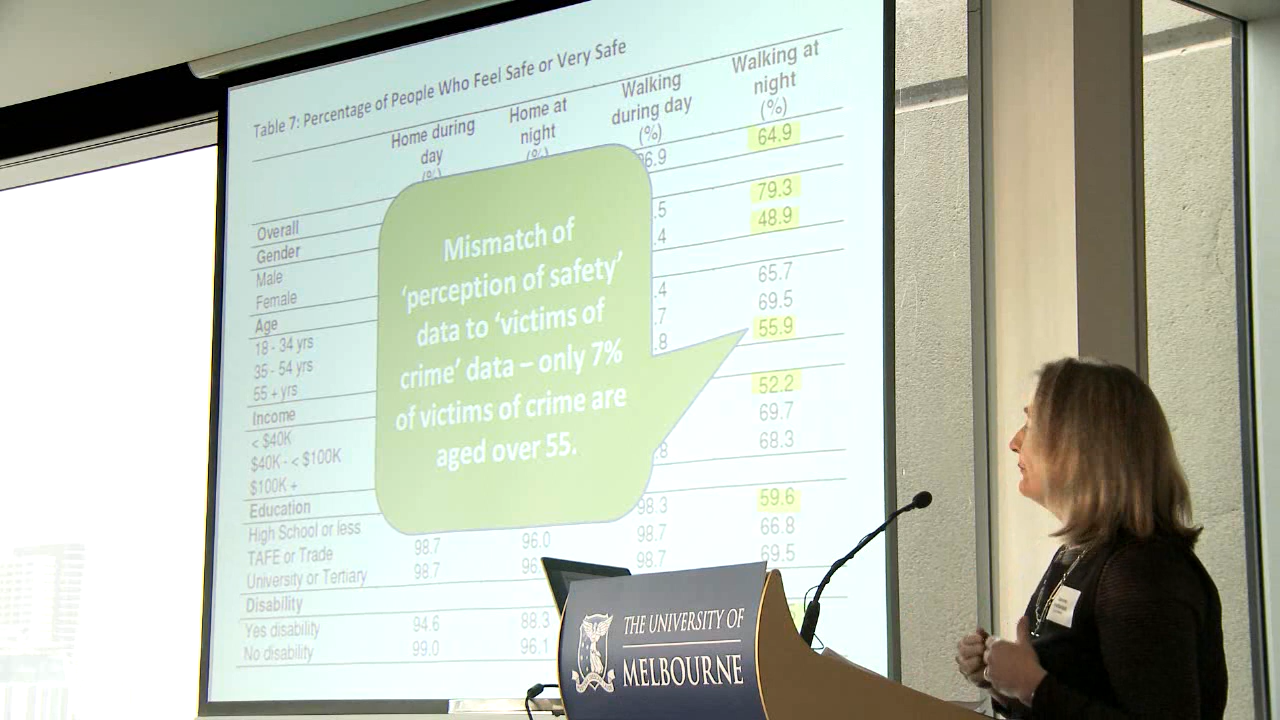 Table 7: Percentage of People Who Feel Safe or Very Safe
Home during day (%) Home at night (%) Walking during day (%) Walking at night (%)
Overall 64.9
Gender
Male .5 79.3
Female .4 48.9
Age
18 - 34 yrs .4 65.7
35 - 54 yrs .7 69.5
55 + yrs .8 55.9
Income
< $40K 52.2
$40K - < $100K 69.7
$100K + .8 68.3
Education
High School or less 98.3 59.6
TAFE or Trade 98.7 96.0 98.7 66.8
University or Tertiary 98.7 98.7 69.5
Disability
Yes disability 94.6 88.3
No disability 99.0 96.1
Mismatch of
‘perception of safety’
data to ‘victims of
crime’ data – only 7%
of victims of crime are
aged over 55.
THE UNIVERSITY OF
MELBOURNE